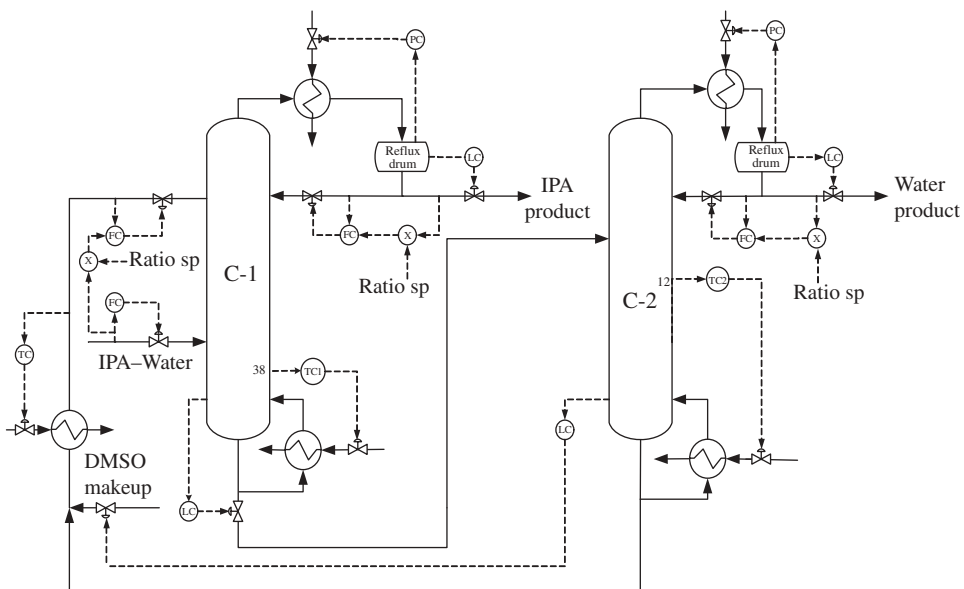 PC
PC
Reflux
drum
LC
Reflux
drum
LC
IPA
product
Water
product
FC
X
Ratio sp
FC
X
Ratio sp
FC
X
Ratio sp
C-1
C-2
12
TC2
FC
IPA–Water
TC
38
TC1
LC
DMSO
makeup
LC